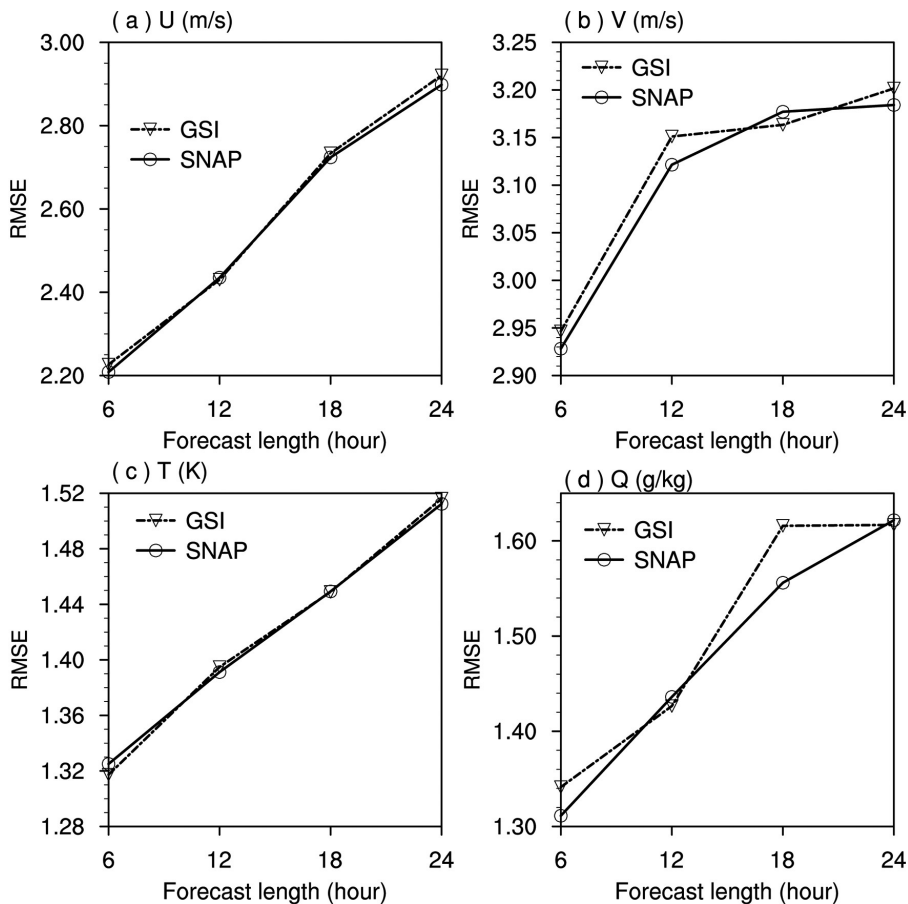 ( a ) U (m/s)
3.00
2.80
2.60
2.40
2.20
RMSE
GSI
SNAP
6 12 18 24
Forecast length (hour)
( b ) V (m/s)
3.25
3.20
3.15
3.10
3.05
3.00
2.95
2.90
RMSE
GSI
SNAP
6 12 18 24
Forecast length (hour)
( c ) T (K)
1.52
1.48
1.44
1.40
1.36
1.32
1.28
RMSE
GSI
SNAP
6 12 18 24
Forecast length (hour)
( d ) Q (g/kg)
1.60
1.50
1.40
1.30
RMSE
GSI
SNAP
6 12 18 24
Forecast length (hour)